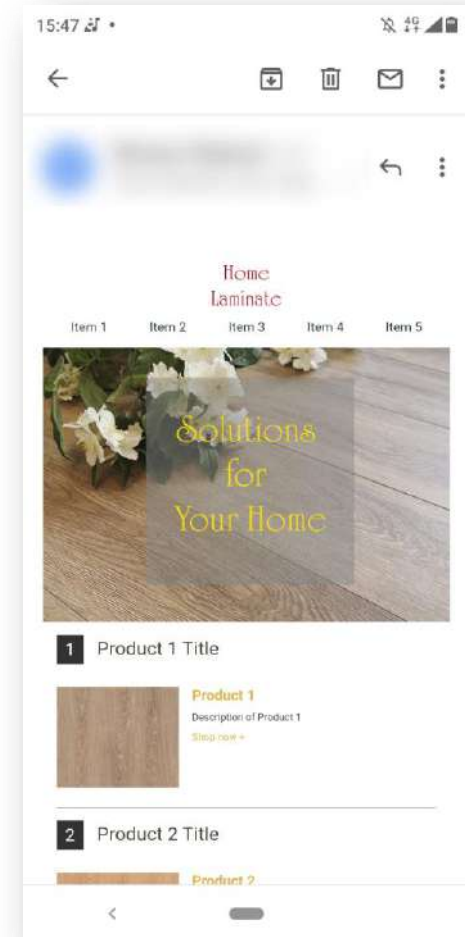 15:47
4G
Home
Laminate
Item 1 Item 2 Item 3 Item 4 Item 5
Solutions
for
Your Home
1 Product 1 Title
Product 1
Description of Product 1
Shop now »
2 Product 2 Title
Product 2